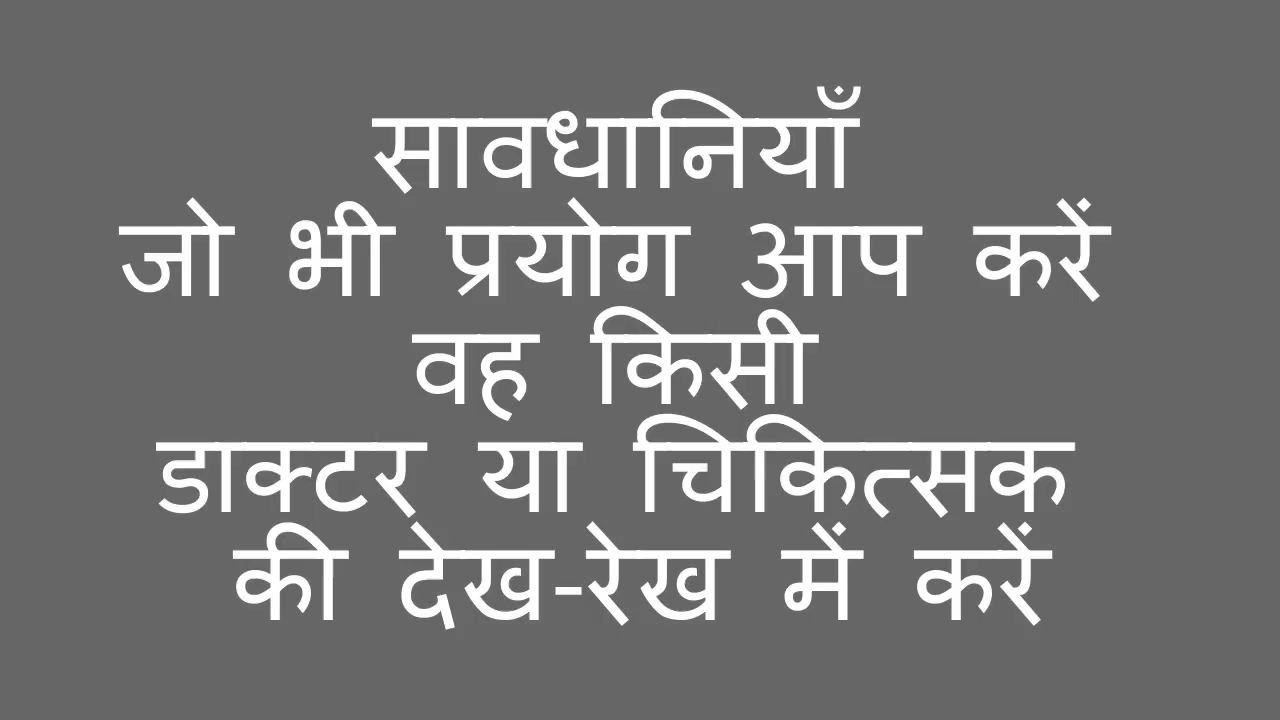 सावधानियाँ
जो भी प्रयोग आप करें
वह किसी
डाक्टर या चिकित्सक
की देख-रेख में करें